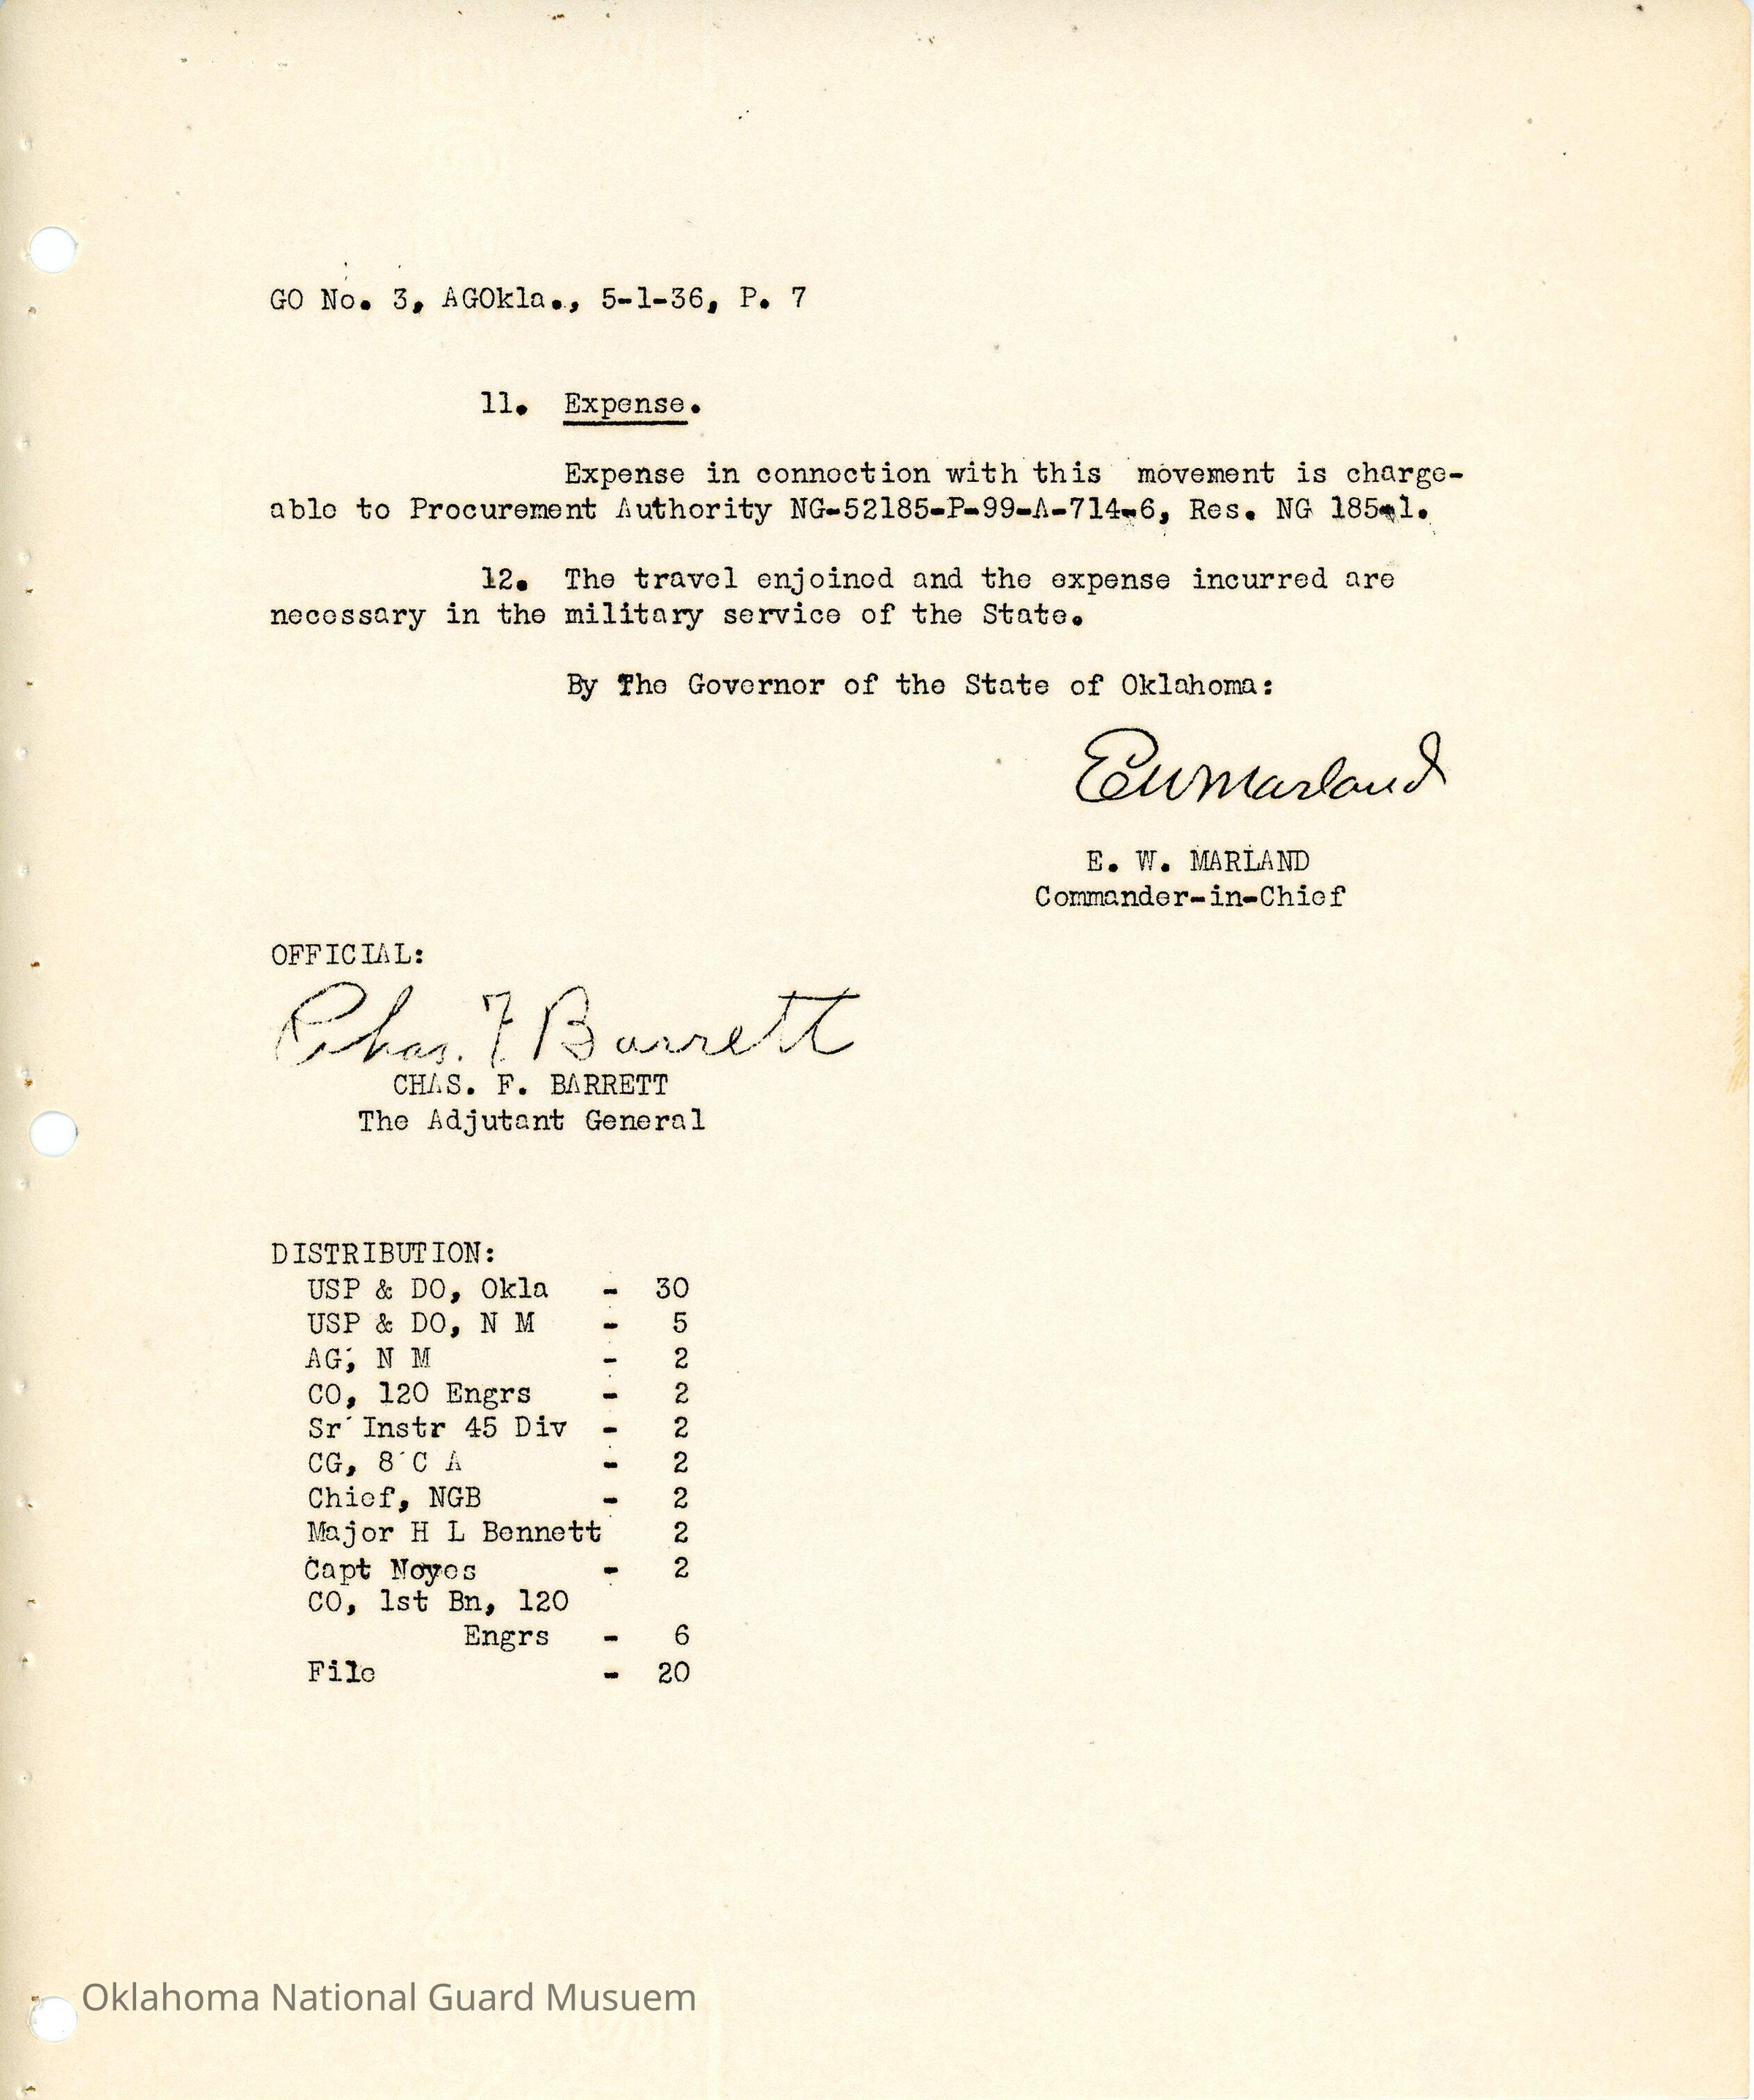 GO No. 3, AGOkla., 5-1-36, P. 7
11. Expense.
Expense in connection with this movement is charge-
able to Procurement Authority NG-52185-P-99-A-714-6, Res. NG 185-1.
12. The travel enjoined and the expense incurred are
necessary in the military service of the State.
By The Governor of the State of Oklahoma:
E W Marland
E. W. MARLAND
Commander-in-Chief
OFFICIAL:
Chas. F Barrett
CHAS. F. BARRETT
The Adjutant General
DISTRIBUTION:
USP & DO, Okla - 30
USP & DO, N M - 5
AG, N M - 2
CO, 120 Engrs - 2
Sr Instr 45 Div - 2
CG, 8 C A - 2
Chief, NGB - 2
Major H L Bennett 2
Capt Noyes - 2
CO, 1st Bn, 120
Engrs - 6
File - 20
Oklahoma National Guard Musuem